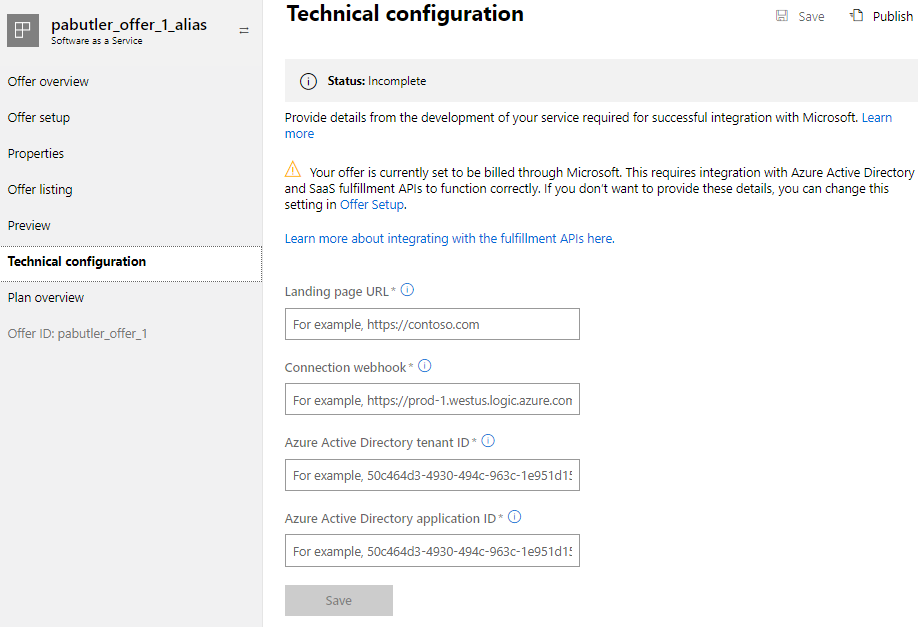 pabutler_offer_1_alias
Software as a Service
Offer overview
Offer setup
Properties
Offer listing
Preview
Technical configuration
Plan overview
Offer ID: pabutler_offer_1
Technical configuration
Save
Publish
Status: Incomplete
Provide details from the development of your service required for successful integration with Microsoft. Learn
more
Your offer is currently set to be billed through Microsoft. This requires integration with Azure Active Directory
and SaaS fulfillment APIs to function correctly. If you don't want to provide these details, you can change this
setting in Offer Setup.
Learn more about integrating with the fulfillment APIs here.
Landing page URL*
For example, https://contoso.com
Connection webhook*
For example, https://prod-1.westus.logic.azure.com
Azure Active Directory tenant ID*
For example, 50c464d3-4930-494c-963c-1e951d15
Azure Active Directory application ID*
For example, 50c464d3-4930-494c-963c-1e951d15
Save